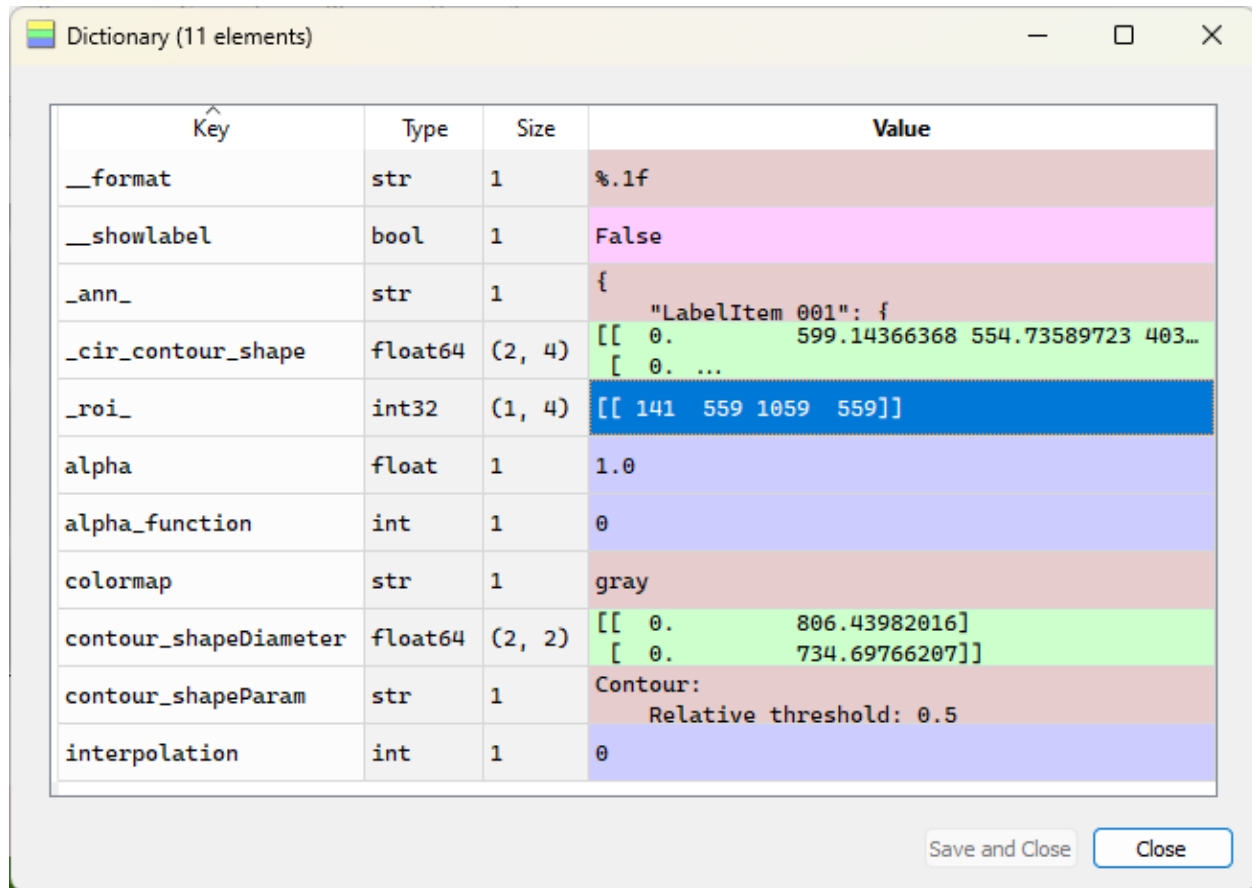 Dictionary (11 elements)
Key Type Size Value
__format str 1 %.1f
__showlabel bool 1 False
_ann_ str 1 {
"LabelItem 001": {
_cir_contour_shape float64 (2, 4) [[ 0. 599.14366368 554.73589723 403…
[ 0. ...
_roi_ int32 (1, 4) [[ 141 559 1059 559]]
alpha float 1 1.0
alpha_function int 1 0
colormap str 1 gray
contour_shapeDiameter float64 (2, 2) [[ 0. 806.43982016]
[ 0. 734.69766207]]
contour_shapeParam str 1 Contour:
Relative threshold: 0.5
interpolation int 1 0
Save and Close Close